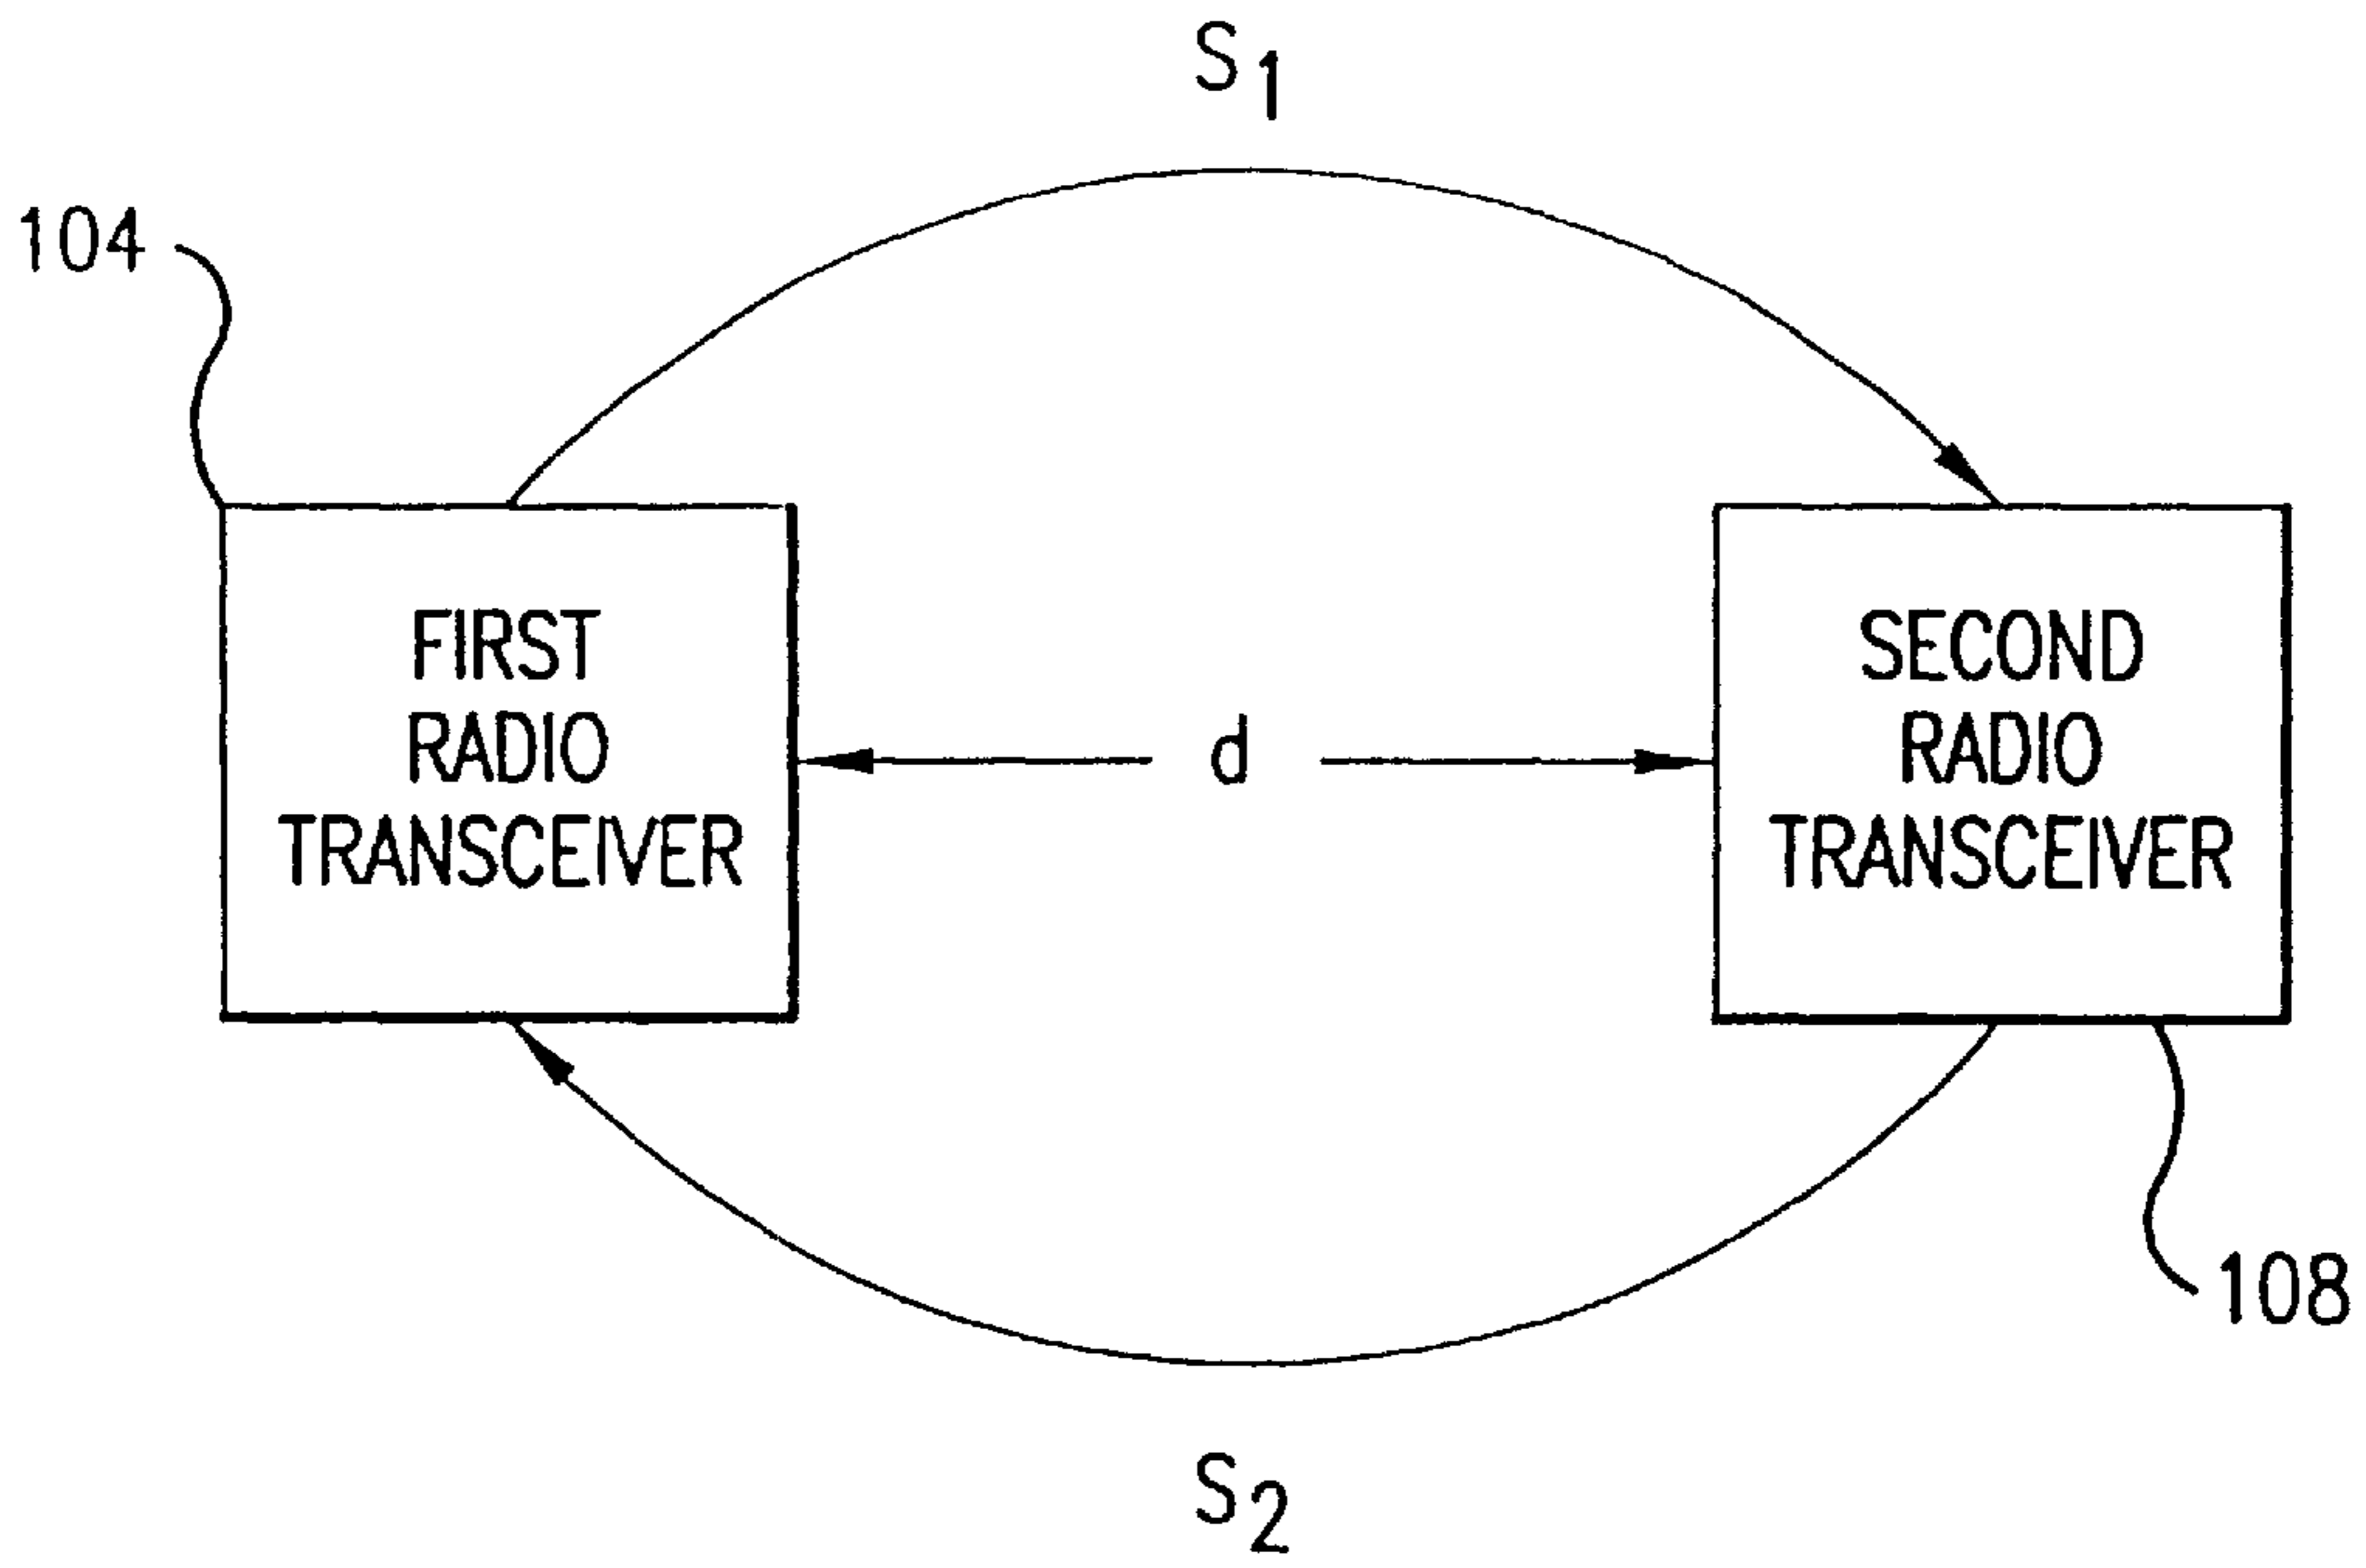 S1
104
FIRST
RADIO
TRANSCEIVER
d
SECOND
RADIO
TRANSCEIVER
108
S2